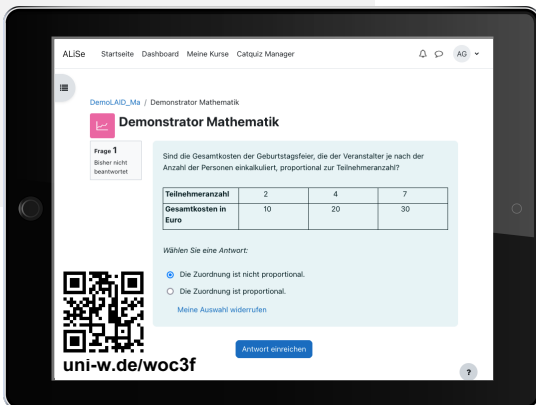 ALiSe Startseite Dashboard Meine Kurse Catquiz Manager AG
DemoLAID_Ma / Demonstrator Mathematik
Demonstrator Mathematik
Frage 1
Bisher nicht
beantwortet
Sind die Gesamtkosten der Geburtstagsfeier, die der Veranstalter je nach der
Anzahl der Personen einkalkuliert, proportional zur Teilnehmeranzahl?
Teilnehmeranzahl 2 4 7
Gesamtkosten in 10 20 30
Euro
Wählen Sie eine Antwort:
Die Zuordnung ist nicht proportional.
Die Zuordnung ist proportional.
Meine Auswahl widerrufen
Antwort einreichen
uni-w.de/woc3f
?